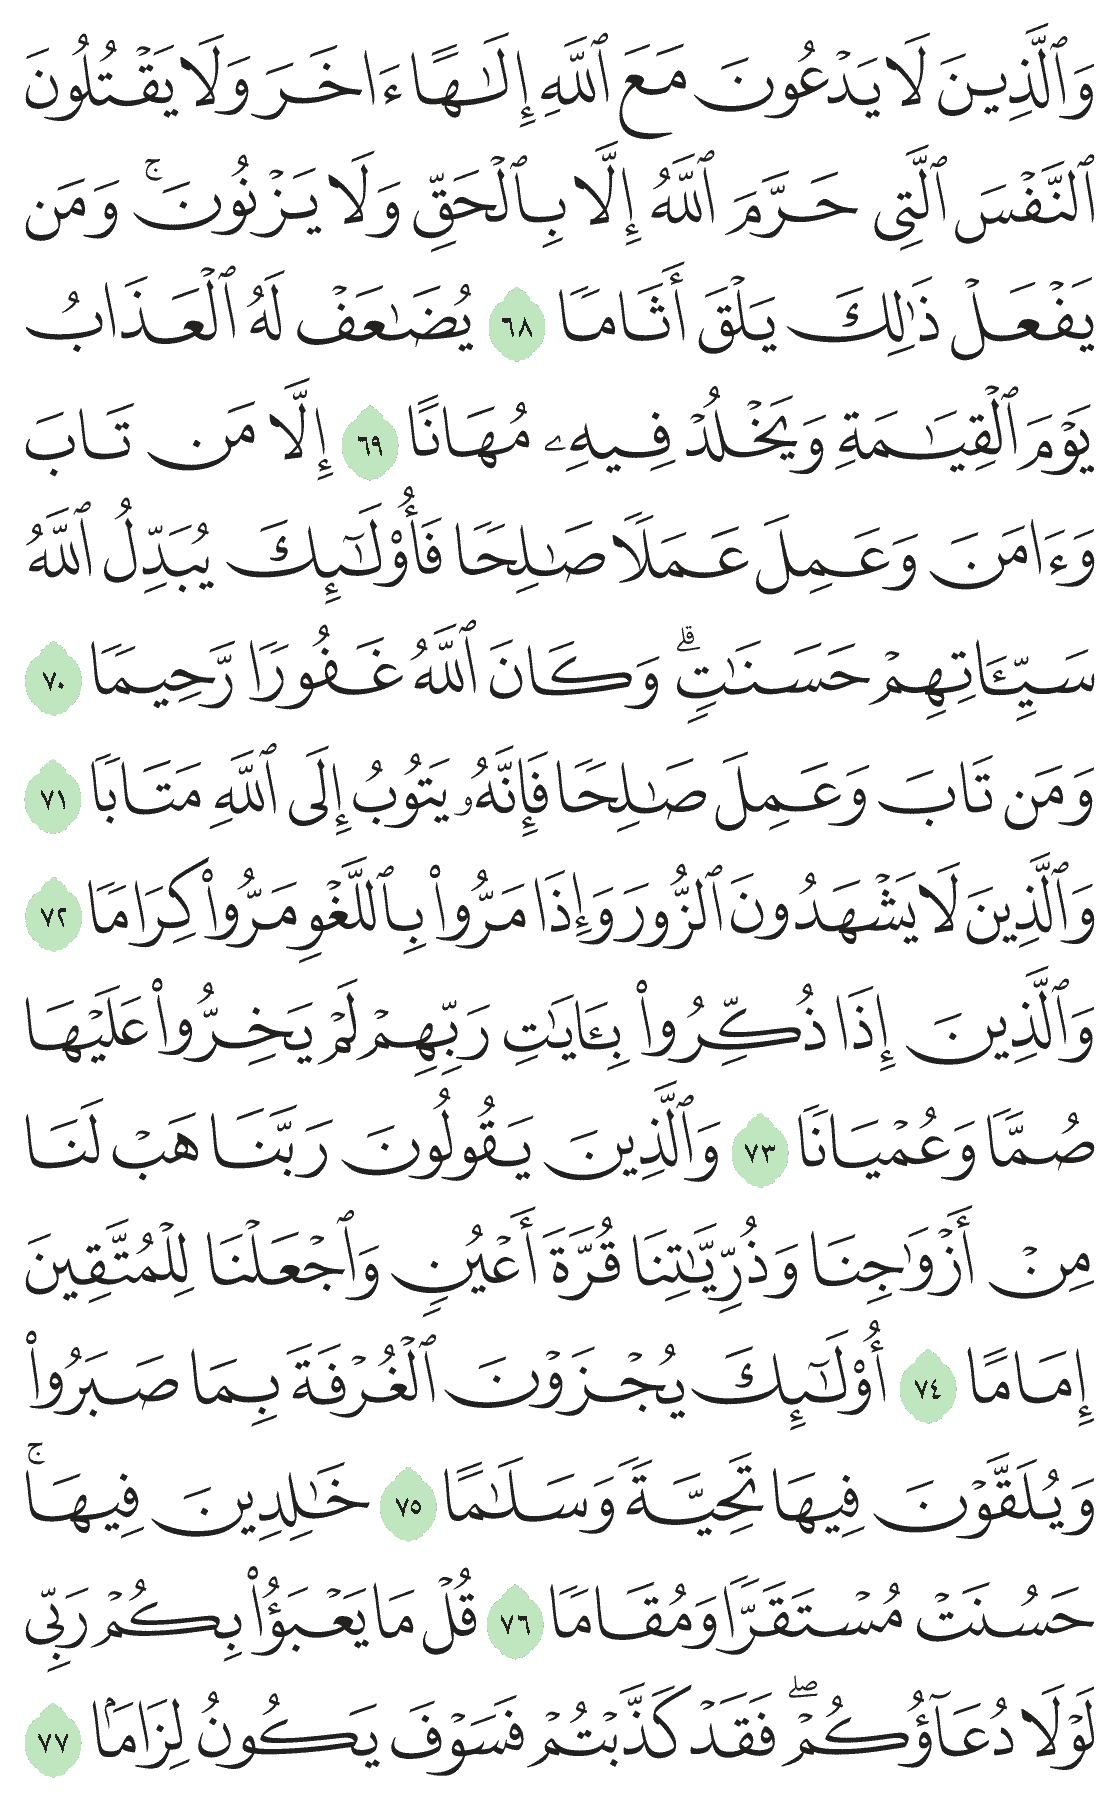 وَٱلَّذِينَ لَا يَدۡعُونَ مَعَ ٱللَّهِ إِلَٰهًا ءَاخَرَ وَلَا يَقۡتُلُونَ
ٱلنَّفۡسَ ٱلَّتِي حَرَّمَ ٱللَّهُ إِلَّا بِٱلۡحَقِّ وَلَا يَزۡنُونَۚ وَمَن
يَفۡعَلۡ ذَٰلِكَ يَلۡقَ أَثَامٗا ٦٨ يُضَٰعَفۡ لَهُ ٱلۡعَذَابُ
يَوۡمَ ٱلۡقِيَٰمَةِ وَيَخۡلُدۡ فِيهِۦ مُهَانًا ٦٩ إِلَّا مَن تَابَ
وَءَامَنَ وَعَمِلَ عَمَلٗا صَٰلِحٗا فَأُوْلَٰٓئِكَ يُبَدِّلُ ٱللَّهُ
سَيِّـَٔاتِهِمۡ حَسَنَٰتٖۗ وَكَانَ ٱللَّهُ غَفُورٗا رَّحِيمٗا ٧٠
وَمَن تَابَ وَعَمِلَ صَٰلِحٗا فَإِنَّهُۥ يَتُوبُ إِلَى ٱللَّهِ مَتَابٗا ٧١
وَٱلَّذِينَ لَا يَشۡهَدُونَ ٱلزُّورَ وَإِذَا مَرُّواْ بِٱللَّغۡوِ مَرُّواْ كِرَامٗا ٧٢
وَٱلَّذِينَ إِذَا ذُكِّرُواْ بِـَٔايَٰتِ رَبِّهِمۡ لَمۡ يَخِرُّواْ عَلَيۡهَا
صُمّٗا وَعُمۡيَانٗا ٧٣ وَٱلَّذِينَ يَقُولُونَ رَبَّنَا هَبۡ لَنَا
مِنۡ أَزۡوَٰجِنَا وَذُرِّيَّٰتِنَا قُرَّةَ أَعۡيُنٖ وَٱجۡعَلۡنَا لِلۡمُتَّقِينَ
إِمَامًا ٧٤ أُوْلَٰٓئِكَ يُجۡزَوۡنَ ٱلۡغُرۡفَةَ بِمَا صَبَرُواْ
وَيُلَقَّوۡنَ فِيهَا تَحِيَّةٗ وَسَلَٰمًا ٧٥ خَٰلِدِينَ فِيهَاۚ
حَسُنَتۡ مُسۡتَقَرّٗا وَمُقَامٗا ٧٦ قُلۡ مَا يَعۡبَؤُاْ بِكُمۡ رَبِّي
لَوۡلَا دُعَآؤُكُمۡۖ فَقَدۡ كَذَّبۡتُمۡ فَسَوۡفَ يَكُونُ لِزَامَۢا ٧٧